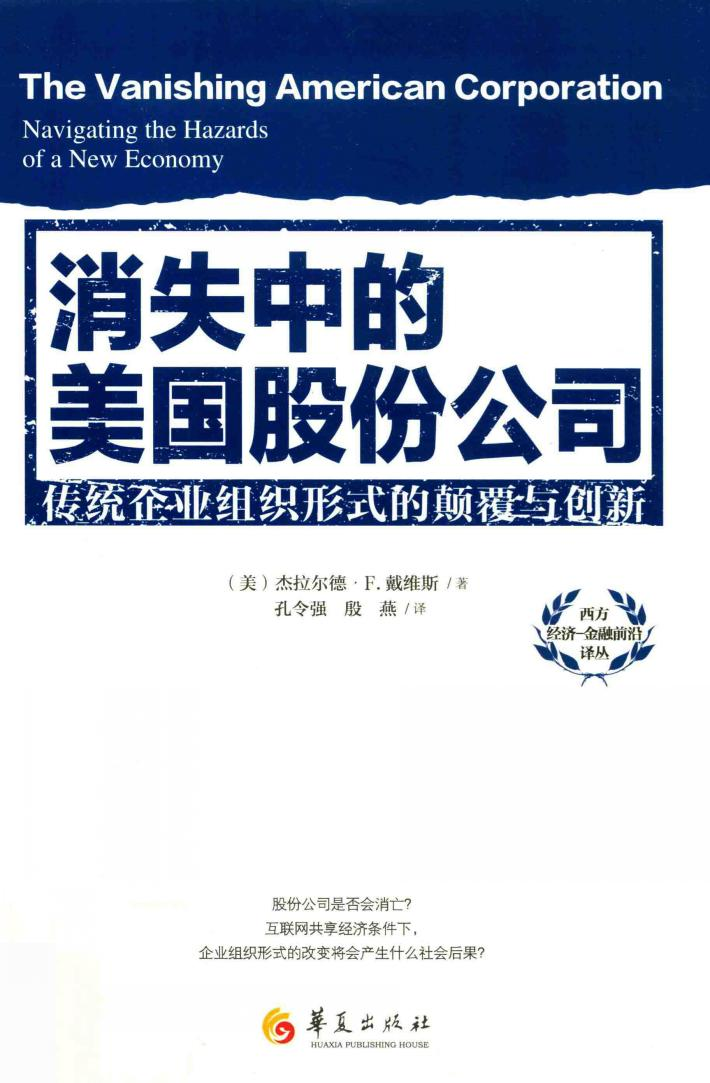 The Vanishing American Corporation
Navigating the Hazards
of a New Economy
消失中的
美国股份公司
传统企业组织形式的颠覆与创新
（美）杰拉尔德·F.戴维斯/著
孔令强 殷 燕/译
西方
经济-金融前沿
译丛
股份公司是否会消亡？
互联网共享经济条件下，
企业组织形式的改变将会产生什么社会后果？
華夏出版社
HUAXIA PUBLISHING HOUSE